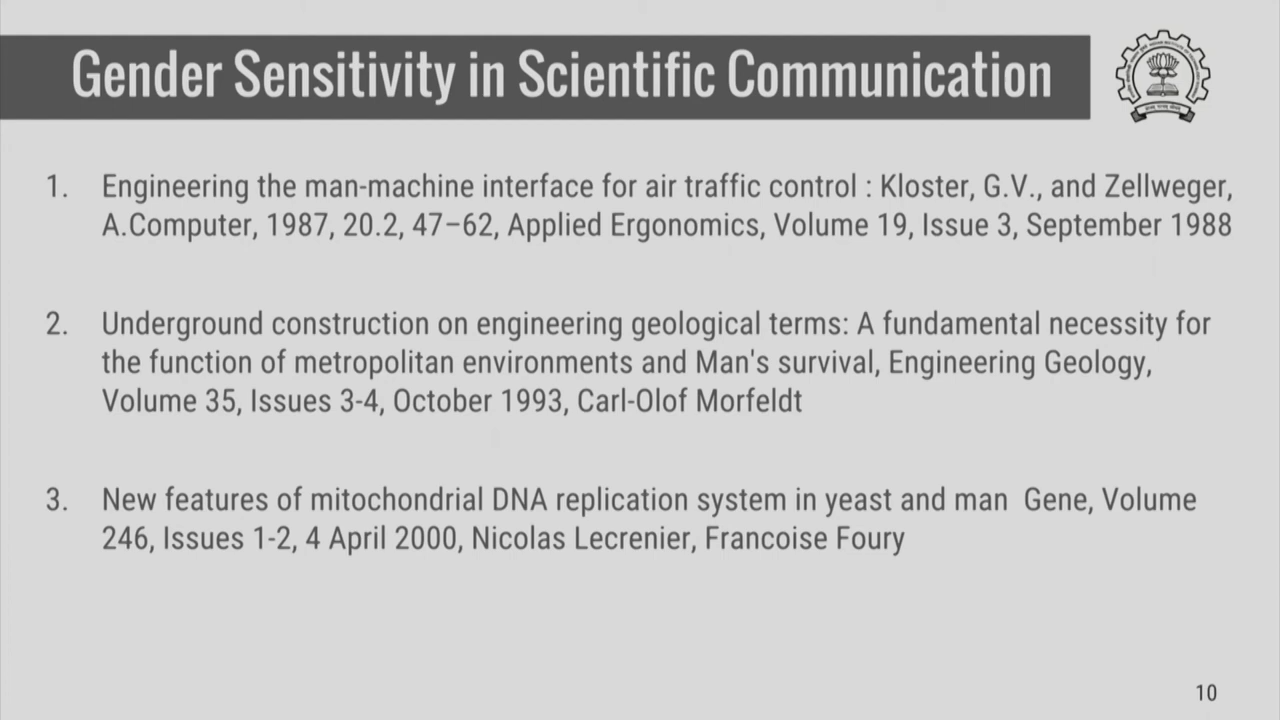 Gender Sensitivity in Scientific Communication
1. Engineering the man-machine interface for air traffic control : Kloster, G.V., and Zellweger,
A.Computer, 1987, 20.2, 47–62, Applied Ergonomics, Volume 19, Issue 3, September 1988
2. Underground construction on engineering geological terms: A fundamental necessity for
the function of metropolitan environments and Man's survival, Engineering Geology,
Volume 35, Issues 3-4, October 1993, Carl-Olof Morfeldt
3. New features of mitochondrial DNA replication system in yeast and man Gene, Volume
246, Issues 1-2, 4 April 2000, Nicolas Lecrenier, Francoise Foury
10